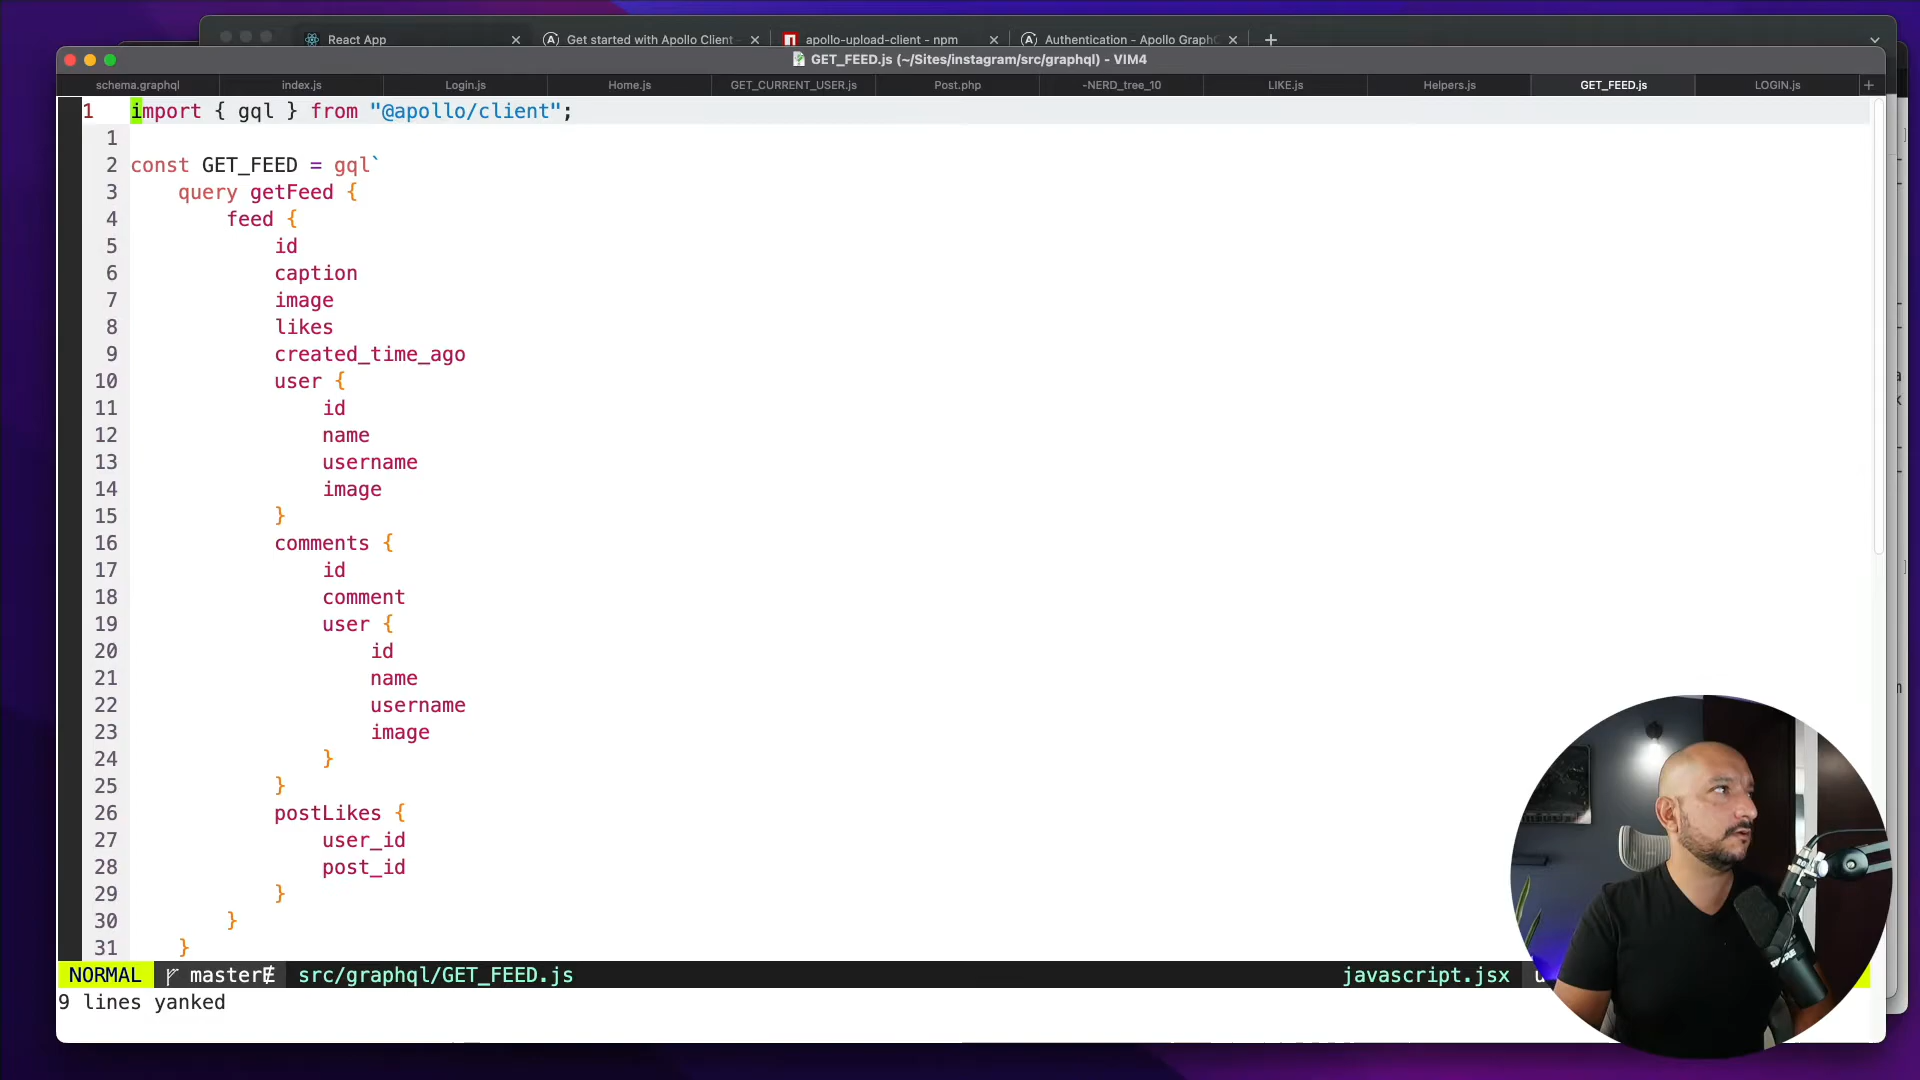 React App
Get started with Apollo Client
apollo-upload-client - npm
Authentication - Apollo GraphC
GET_FEED.js (~/Sites/instagram/src/graphql) - VIM4
schema.graphql
index.js
Login.js
Home.js
GET_CURRENT_USER.js
Post.php
-NERD_tree_10
LIKE.js
Helpers.js
GET_FEED.js
LOGIN.js
1 import { gql } from "@apollo/client";
1
2 const GET_FEED = gql`
3 query getFeed {
4 feed {
5 id
6 caption
7 image
8 likes
9 created_time_ago
10 user {
11 id
12 name
13 username
14 image
15 }
16 comments {
17 id
18 comment
19 user {
20 id
21 name
22 username
23 image
24 }
25 }
26 postLikes {
27 user_id
28 post_id
29 }
30 }
31 }
NORMAL master src/graphql/GET_FEED.js javascript.jsx
9 lines yanked